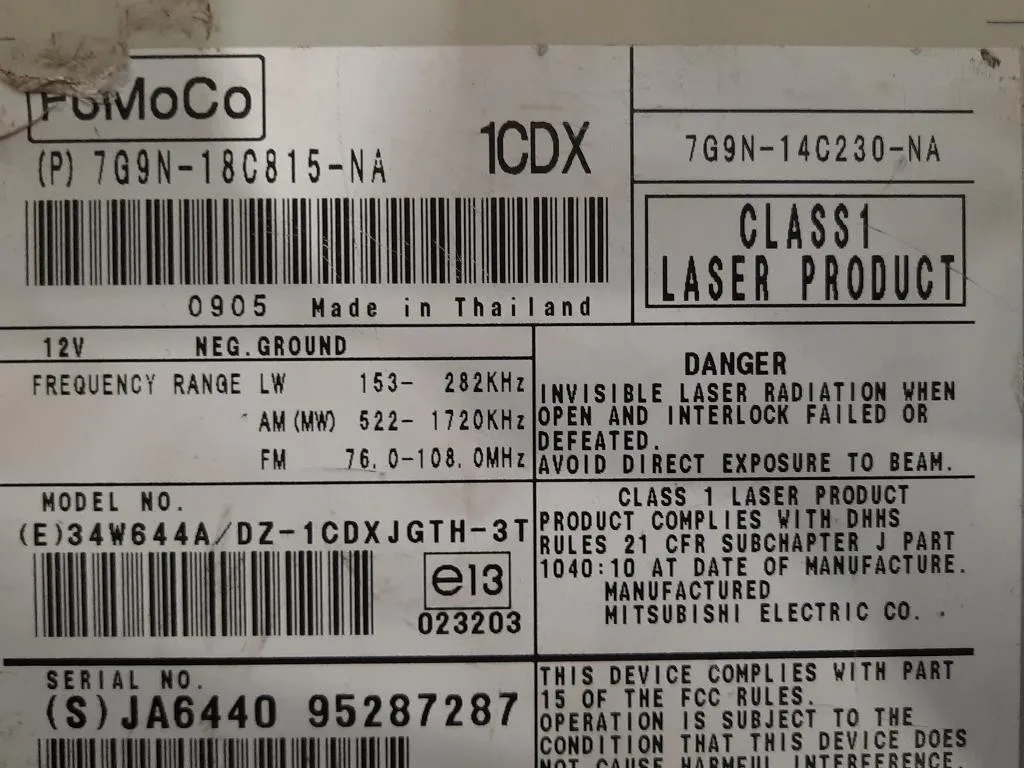 FoMoCo
(P) 7G9N-18C815-NA
1CDX
7G9N-14C230-NA
CLASS1
LASER PRODUCT
0905 Made in Thailand
12V NEG.GROUND
FREQUENCY RANGE LW 153- 282KHz
AM (MW) 522- 1720KHz
FM 76.0-108.0MHz
DANGER
INVISIBLE LASER RADIATION WHEN
OPEN AND INTERLOCK FAILED OR
DEFEATED.
AVOID DIRECT EXPOSURE TO BEAM.
MODEL NO.
(E)34W644A/DZ-1CDXJGTH-3T
e13
023203
CLASS 1 LASER PRODUCT
PRODUCT COMPLIES WITH DHHS
RULES 21 CFR SUBCHAPTER J PART
1040:10 AT DATE OF MANUFACTURE.
MANUFACTURED
MITSUBISHI ELECTRIC CO.
SERIAL NO.
(S)JA6440 95287287
THIS DEVICE COMPLIES WITH PART
15 OF THE FCC RULES.
OPERATION IS SUBJECT TO THE
CONDITION THAT THIS DEVICE DOES
NOT CAUSE HARMFUL INTERFERENCE.